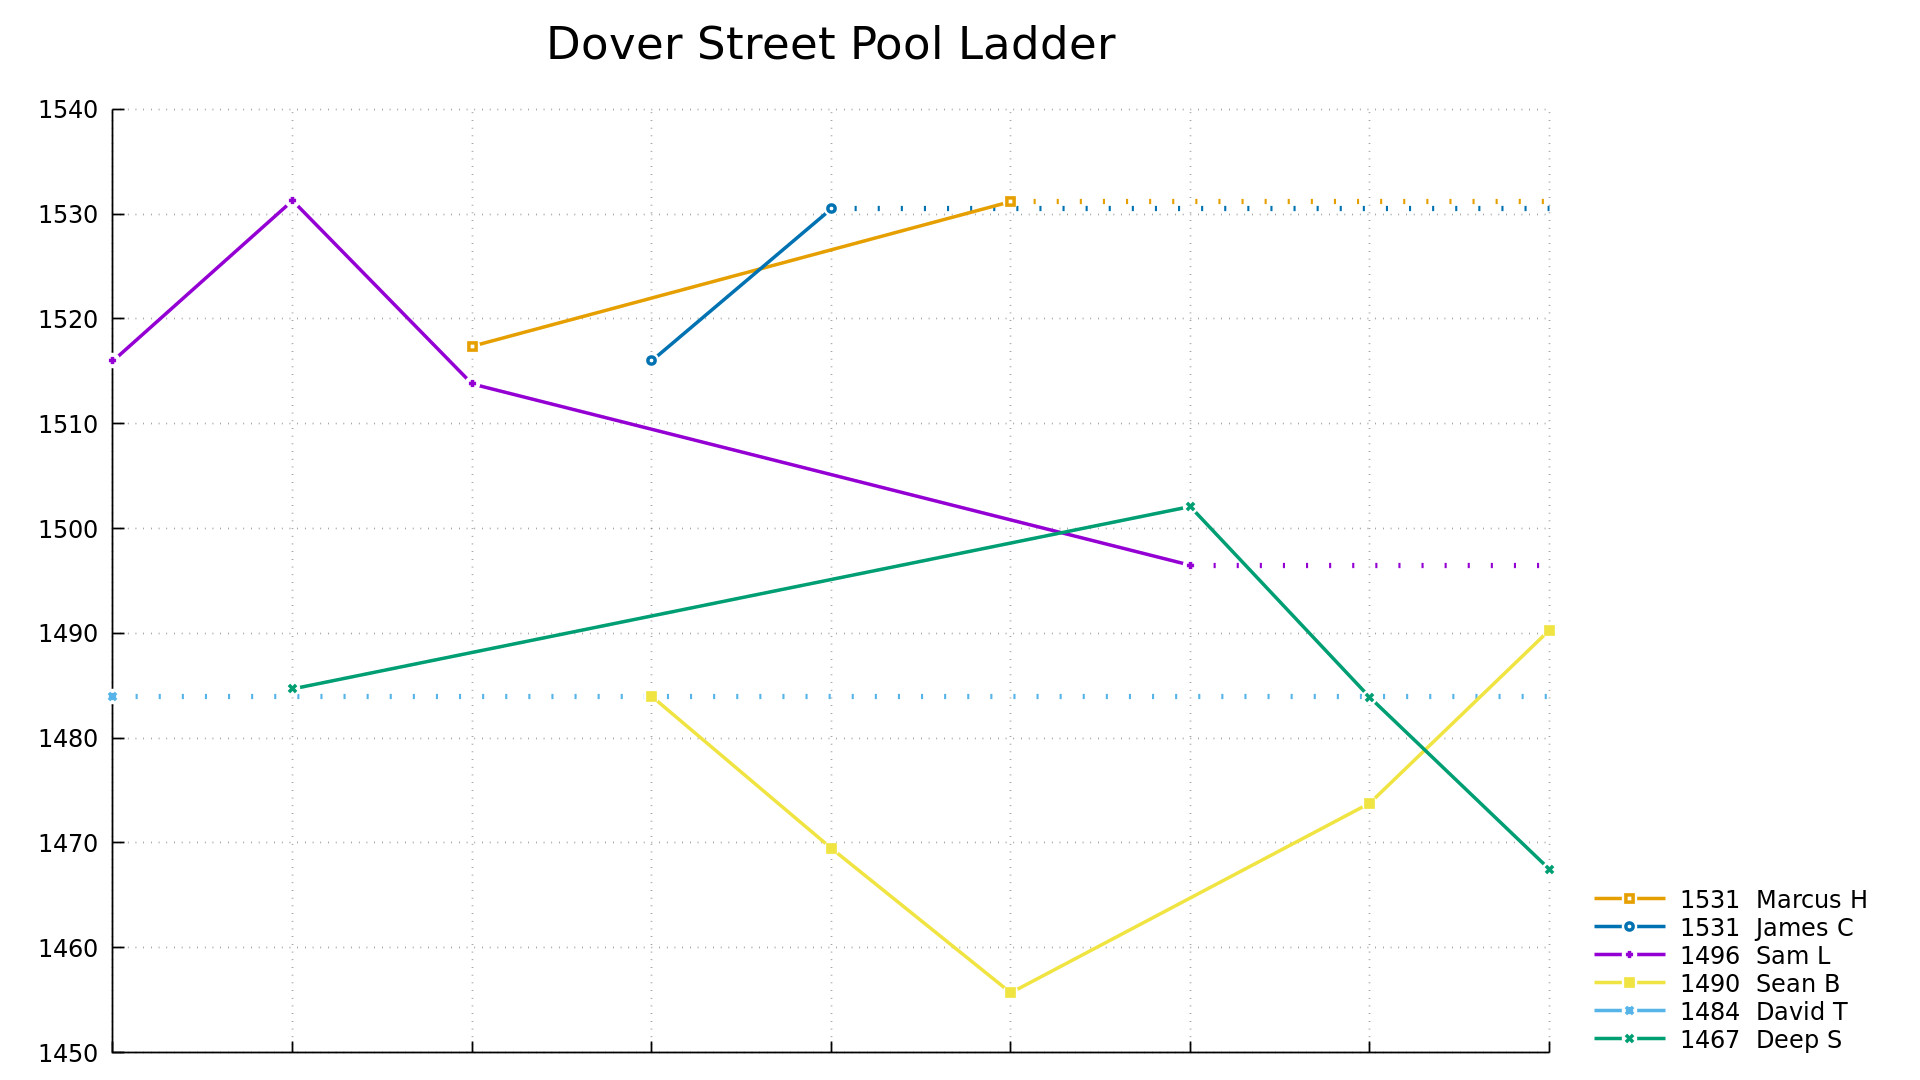 Dover Street Pool Ladder
1540
1530
1520
1510
1500
1490
1480
1470
1460
1450
1531 Marcus H
1531 James C
1496 Sam L
1490 Sean B
1484 David T
1467 Deep S